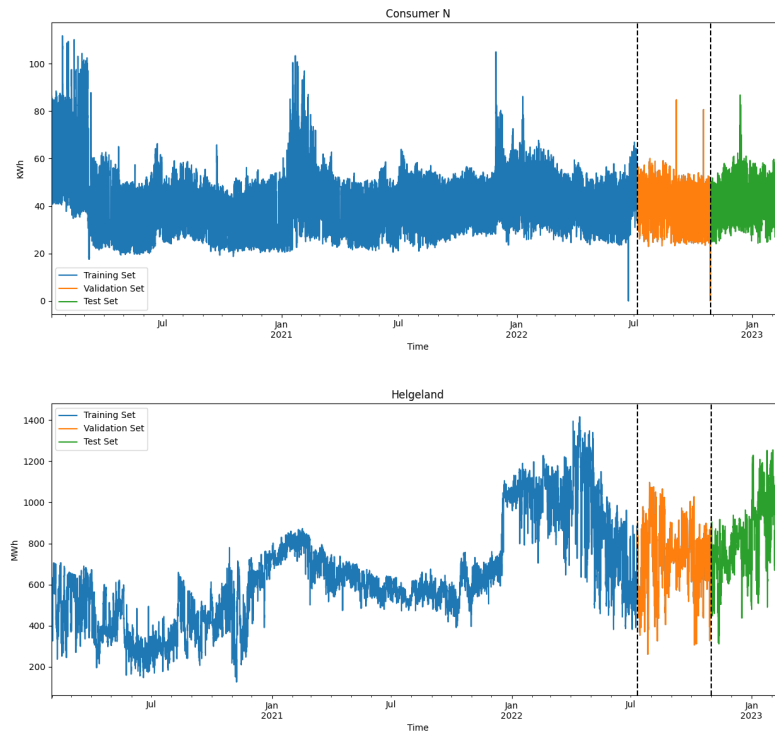 Consumer N
100
80
60
40
20
0
KWh
Training Set
Validation Set
Test Set
Jul
Jan
2021
Jul
Jan
2022
Jul
Jan
2023
Time
Helgeland
1400
1200
1000
800
600
400
200
MWh
Training Set
Validation Set
Test Set
Jul
Jan
2021
Jul
Jan
2022
Jul
Jan
2023
Time